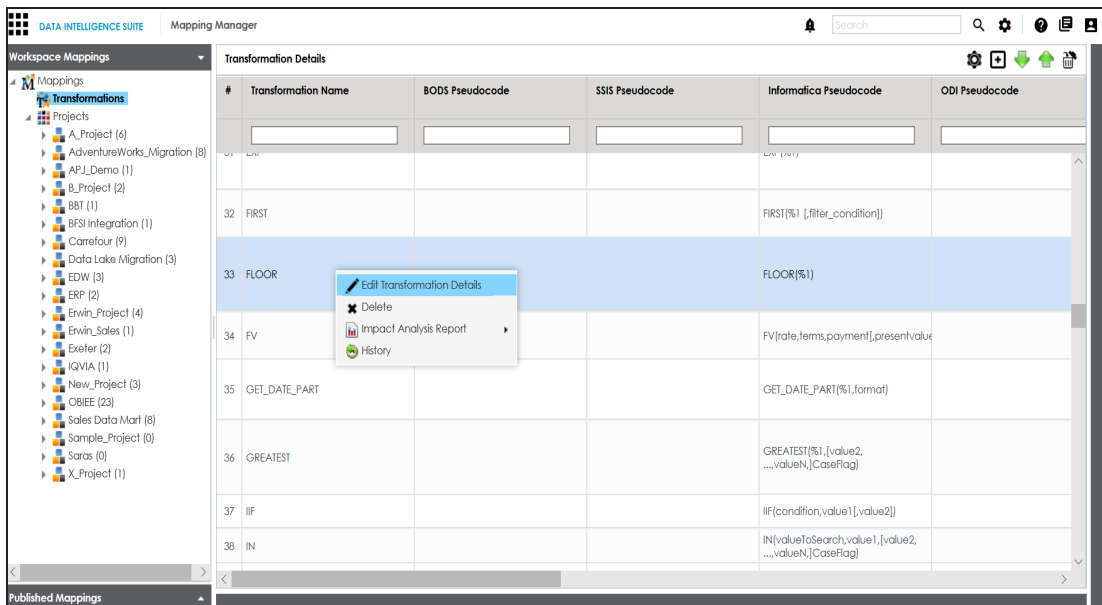 DATA INTELLIGENCE SUITE
Mapping Manager
Search
Workspace Mappings
Mappings
Transformations
Projects
A_Project (6)
AdventureWorks_Migration (8)
APJ_Demo (1)
B_Project (2)
BBT (1)
BFSI Integration (1)
Carrefour (9)
Data Lake Migration (3)
EDW (3)
ERP (2)
Erwin_Project (4)
Erwin_Sales (1)
Exeter (2)
IQVIA (1)
New_Project (3)
OBIEE (23)
Sales Data Mart (8)
Sample_Project (0)
Saras (0)
X_Project (1)
Published Mappings
Transformation Details
# Transformation Name BODS Pseudocode SSIS Pseudocode Informatica Pseudocode ODI Pseudocode
32 FIRST FIRST(%1 [,filter_condition])
33 FLOOR FLOOR(%1)
Edit Transformation Details
Delete
Impact Analysis Report
History
34 FV FV(rate,terms,payment[,presentvalue
35 GET_DATE_PART GET_DATE_PART(%1,format)
36 GREATEST GREATEST(%1,[value2,
...,valueN,]CaseFlag)
37 IIF IIF(condition,value1[,value2])
38 IN IN(valueToSearch,value1,[value2,
...,valueN,]CaseFlag)